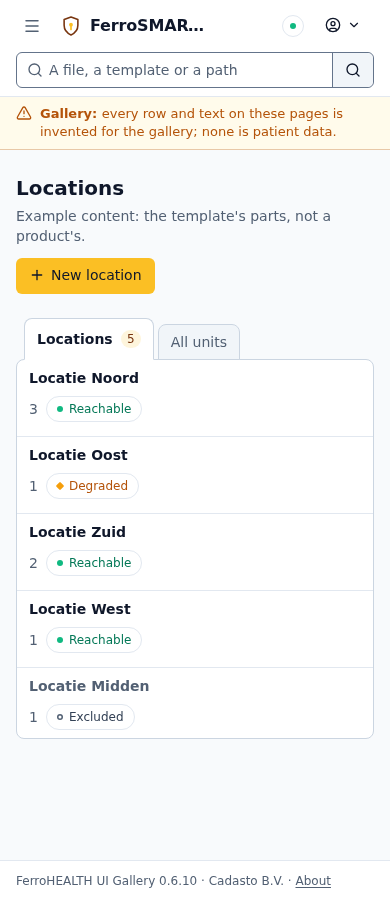 FerroSMAR...
A file, a template or a path
Gallery: every row and text on these pages is
invented for the gallery; none is patient data.
Locations
Example content: the template's parts, not a
product's.
New location
Locations 5
All units
Locatie Noord
3 Reachable
Locatie Oost
1 Degraded
Locatie Zuid
2 Reachable
Locatie West
1 Reachable
Locatie Midden
1 Excluded
FerroHEALTH UI Gallery 0.6.10 · Cadasto B.V. · About